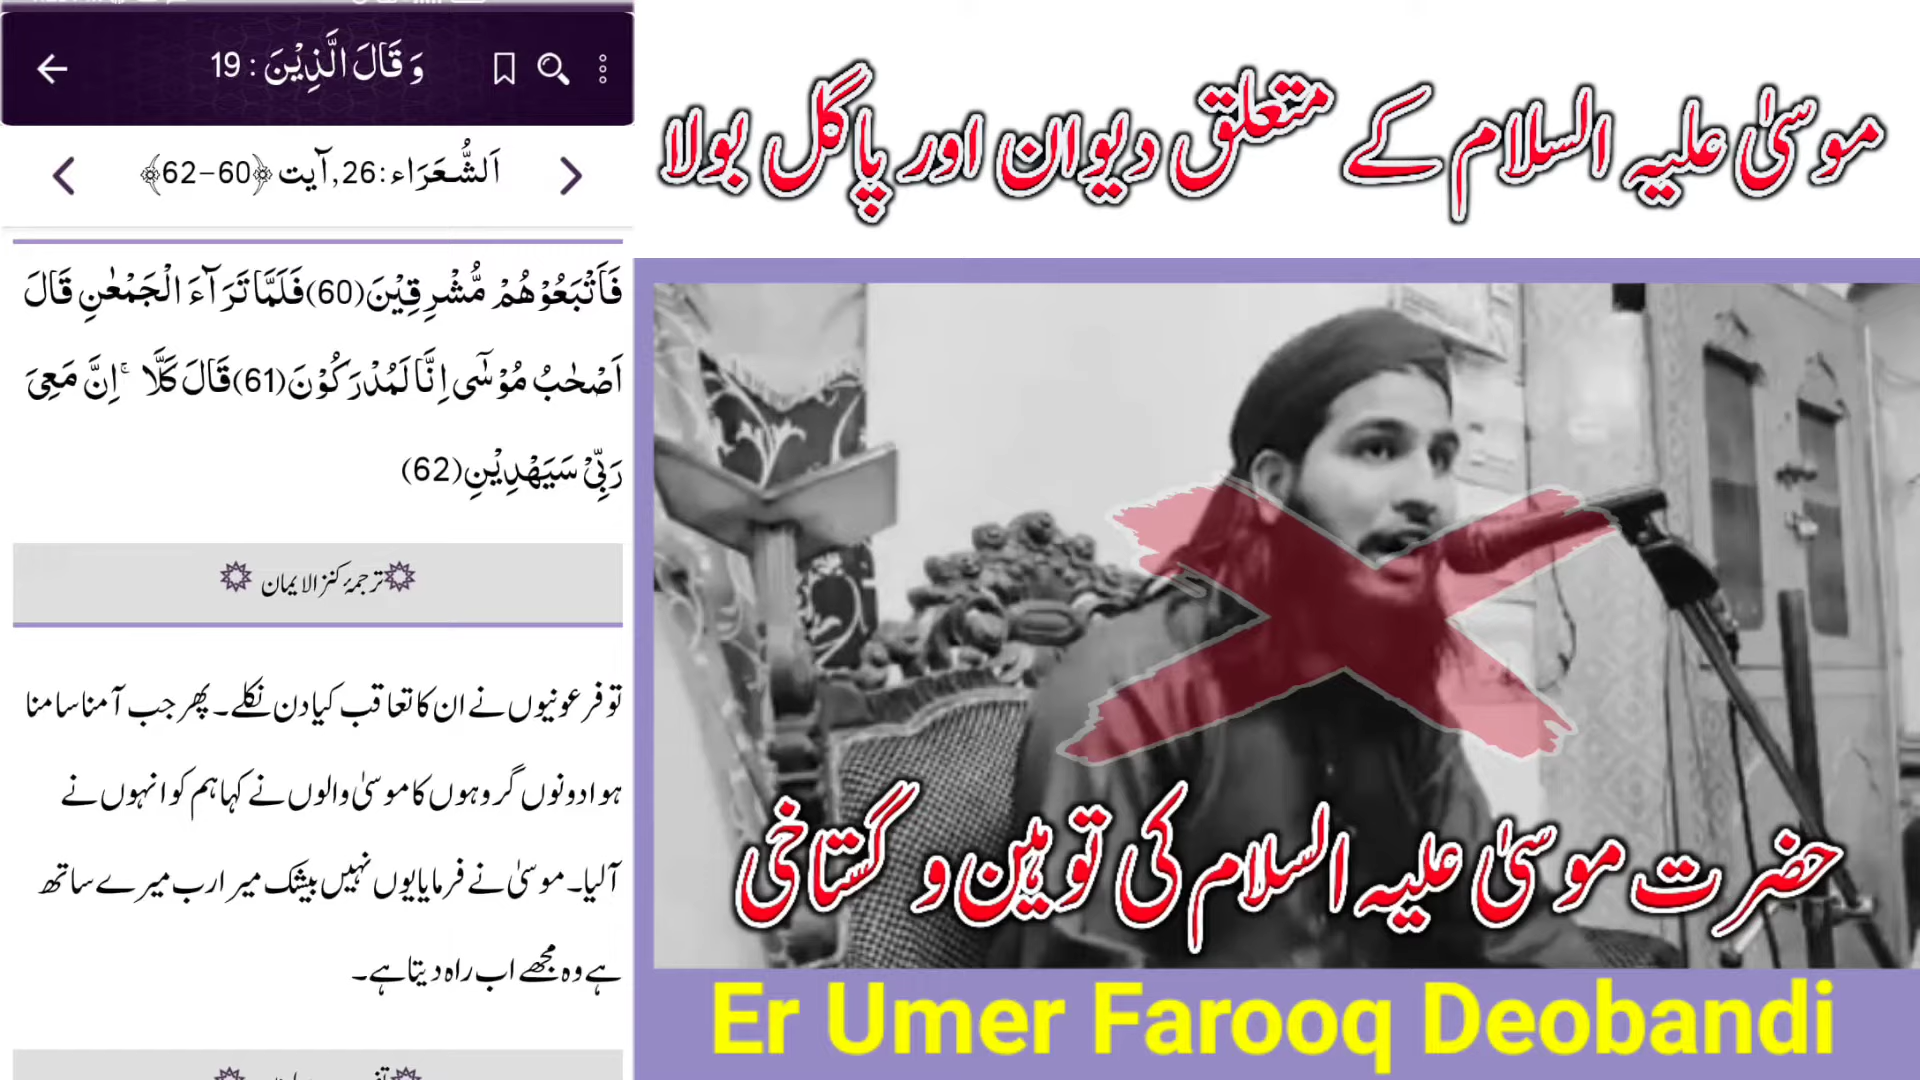 وَ قَالَ الَّذِیْنَ : 19
اَلشُّعَرَاء :26, آیت ﴿60-62﴾
فَاَتْبَعُوْهُمْ مُّشْرِقِیْنَ(60)فَلَمَّا تَرَآءَ الْجَمْعٰنِ قَالَ
اَصْحٰبُ مُوْسٰۤى اِنَّا لَمُدْرَكُوْنَ(61)قَالَ كَلَّاۚ-اِنَّ مَعِیَ
رَبِّیْ سَیَهْدِیْنِ(62)
ترجمۂ کنز الایمان
تو فرعونیوں نے ان کا تعاقب کیا دن نکلے۔ پھر جب آمنا سامنا
ہوا دونوں گروہوں کا موسیٰ والوں نے کہا ہم کو انہوں نے
آلیا۔ موسیٰ نے فرمایا یوں نہیں بیشک میرا رب میرے ساتھ
ہے وہ مجھے اب راہ دیتا ہے۔
موسیٰ علیہ السلام کے متعلق دیوان اور پاگل بولا
حضرت موسیٰ علیہ السلام کی توہین و گستاخی
Er Umer Farooq Deobandi